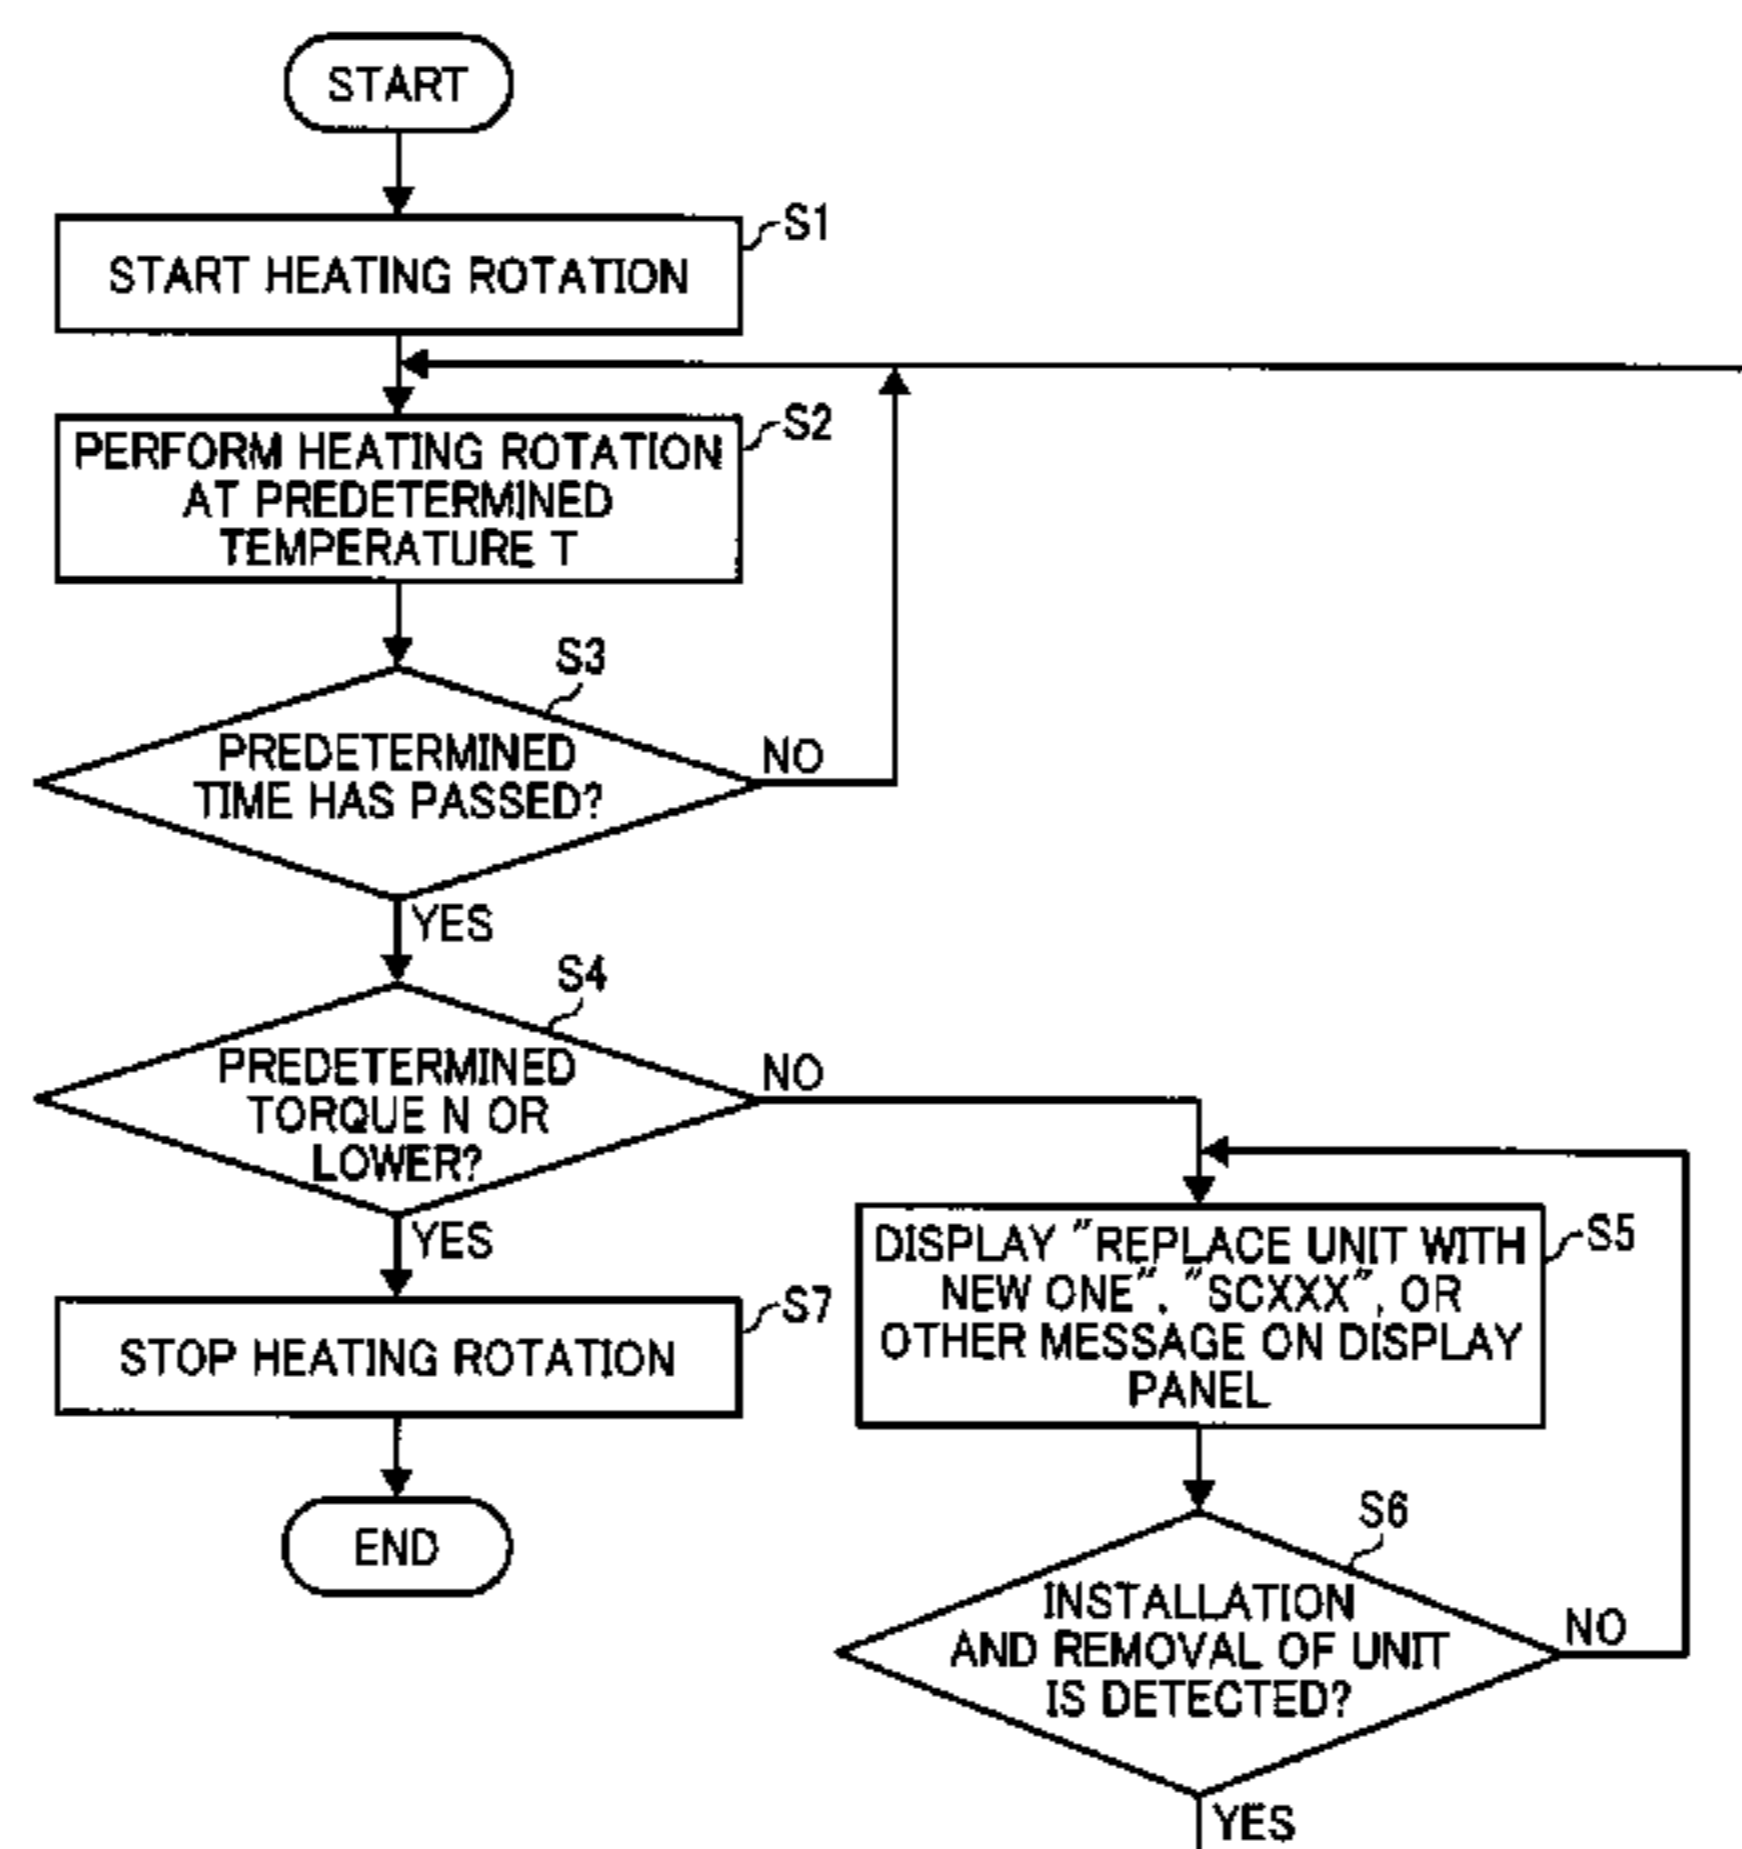 START
S1
START HEATING ROTATION
S2
PERFORM HEATING ROTATION
AT PREDETERMINED
TEMPERATURE T
S3
PREDETERMINED
TIME HAS PASSED?
NO
YES
S4
PREDETERMINED
TORQUE N OR
LOWER?
NO
YES
S5
DISPLAY "REPLACE UNIT WITH
NEW ONE", "SCXXX", OR
OTHER MESSAGE ON DISPLAY
PANEL
S7
STOP HEATING ROTATION
END
S6
INSTALLATION
AND REMOVAL OF UNIT
IS DETECTED?
NO
YES